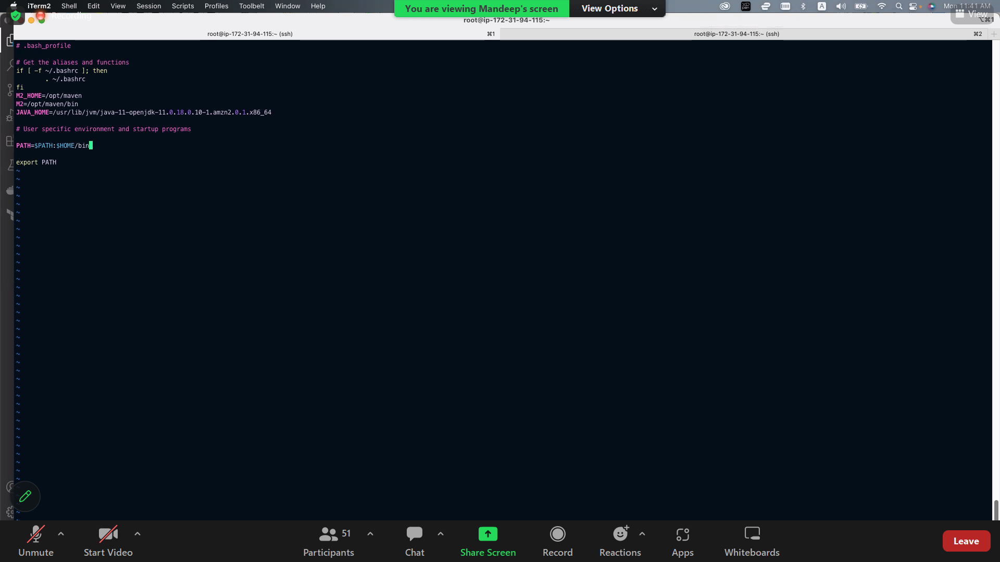 iTerm2 Shell Edit View Session Scripts Profiles Toolbelt Window Help
You are viewing Mandeep's screen View Options
Mon 11:41 AM
Recording
View
root@ip-172-31-94-115:~
⌥⌘1
root@ip-172-31-94-115:~ (ssh) ⌘1
root@ip-172-31-94-115:~ (ssh) ⌘2
# .bash_profile
# Get the aliases and functions
if [ -f ~/.bashrc ]; then
. ~/.bashrc
fi
M2_HOME=/opt/maven
M2=/opt/maven/bin
JAVA_HOME=/usr/lib/jvm/java-11-openjdk-11.0.18.0.10-1.amzn2.0.1.x86_64
# User specific environment and startup programs
PATH=$PATH:$HOME/bin
export PATH
51
Unmute Start Video Participants Chat Share Screen Record Reactions Apps Whiteboards Leave